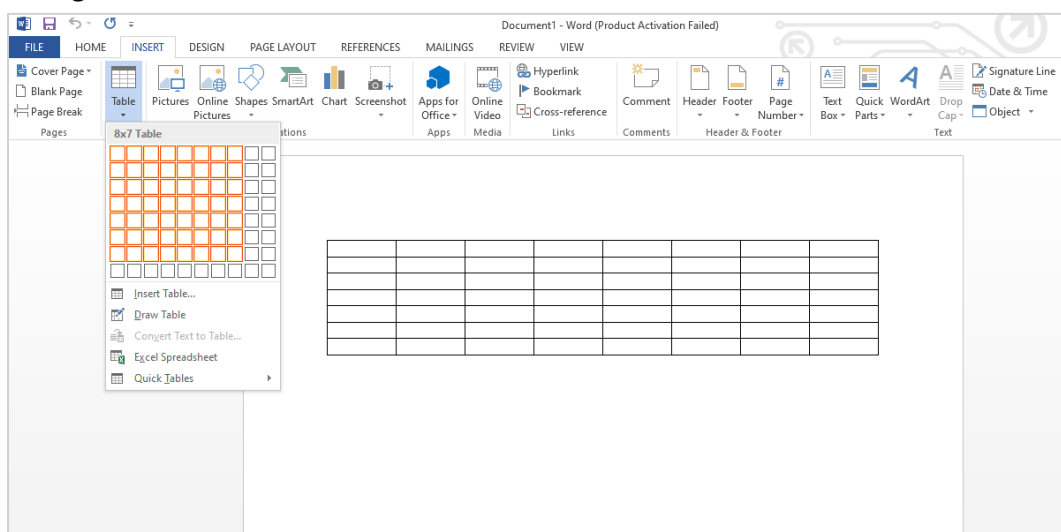 Document1 - Word (Product Activation Failed)
FILE HOME INSERT DESIGN PAGE LAYOUT REFERENCES MAILINGS REVIEW VIEW
Cover Page
Blank Page
Page Break
Table
Pictures
Online Pictures
Shapes
SmartArt
Chart
Screenshot
Apps for Office
Online Video
Hyperlink
Bookmark
Cross-reference
Comment
Header
Footer
Page Number
#
Text Box
Quick Parts
WordArt
Drop Cap
Signature Line
Date & Time
Object
Pages
Apps
Media
Links
Comments
Header & Footer
Text
8x7 Table
Insert Table...
Draw Table
Convert Text to Table...
Excel Spreadsheet
Quick Tables